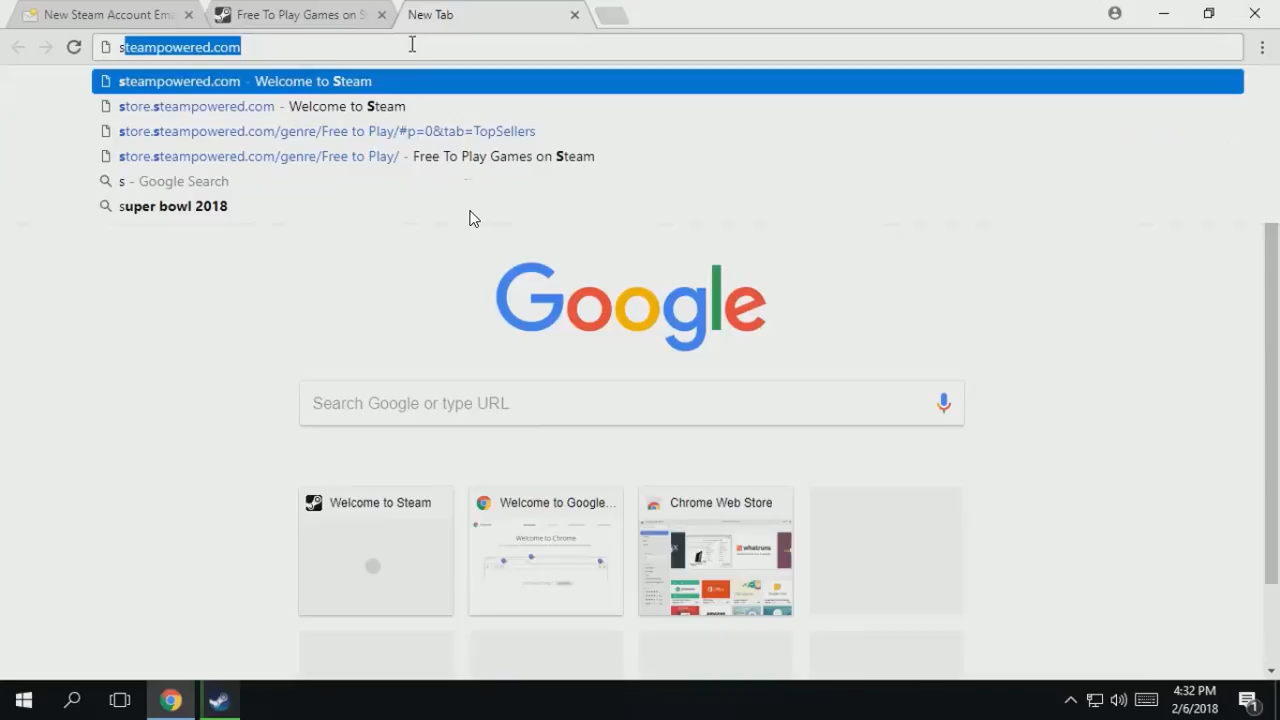 New Steam Account Ema
Free To Play Games on S
New Tab
steampowered.com
steampowered.com - Welcome to Steam
store.steampowered.com - Welcome to Steam
store.steampowered.com/genre/Free to Play/#p=0&tab=TopSellers
store.steampowered.com/genre/Free to Play/ - Free To Play Games on Steam
s - Google Search
super bowl 2018
Google
Search Google or type URL
Welcome to Steam
Welcome to Google...
Chrome Web Store
Welcome to Chrome
whatruns
4:32 PM
2/6/2018
1